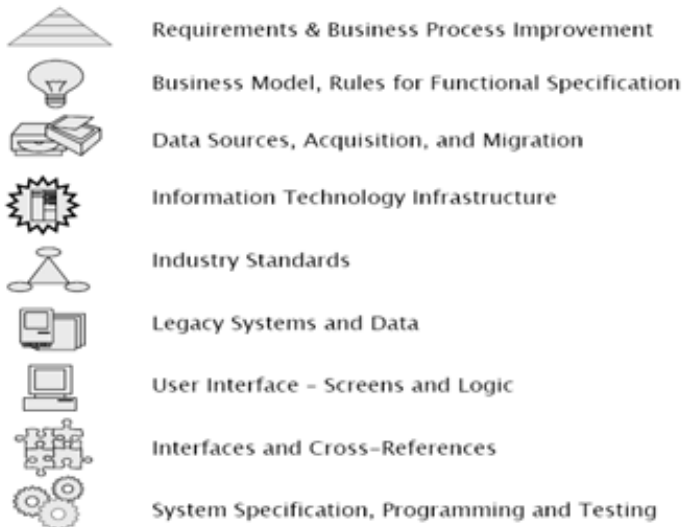 Requirements & Business Process Improvement
Business Model, Rules for Functional Specification
Data Sources, Acquisition, and Migration
Information Technology Infrastructure
Industry Standards
Legacy Systems and Data
User Interface – Screens and Logic
Interfaces and Cross–References
System Specification, Programming and Testing